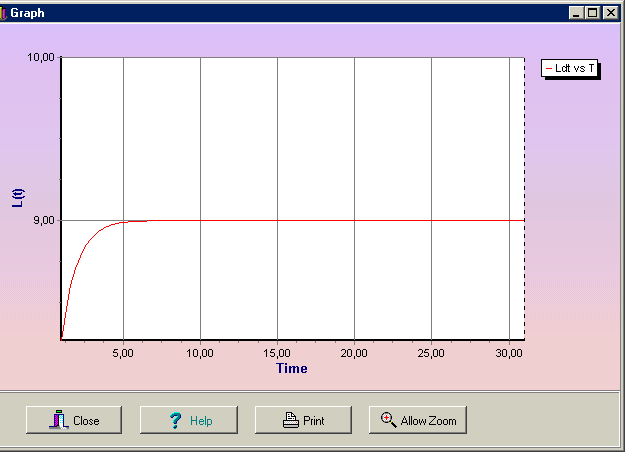 Graph
10,00
Ldt vs T
L(t)
9,00
5,00 10,00 15,00 20,00 25,00 30,00
Time
Close Help Print Allow Zoom